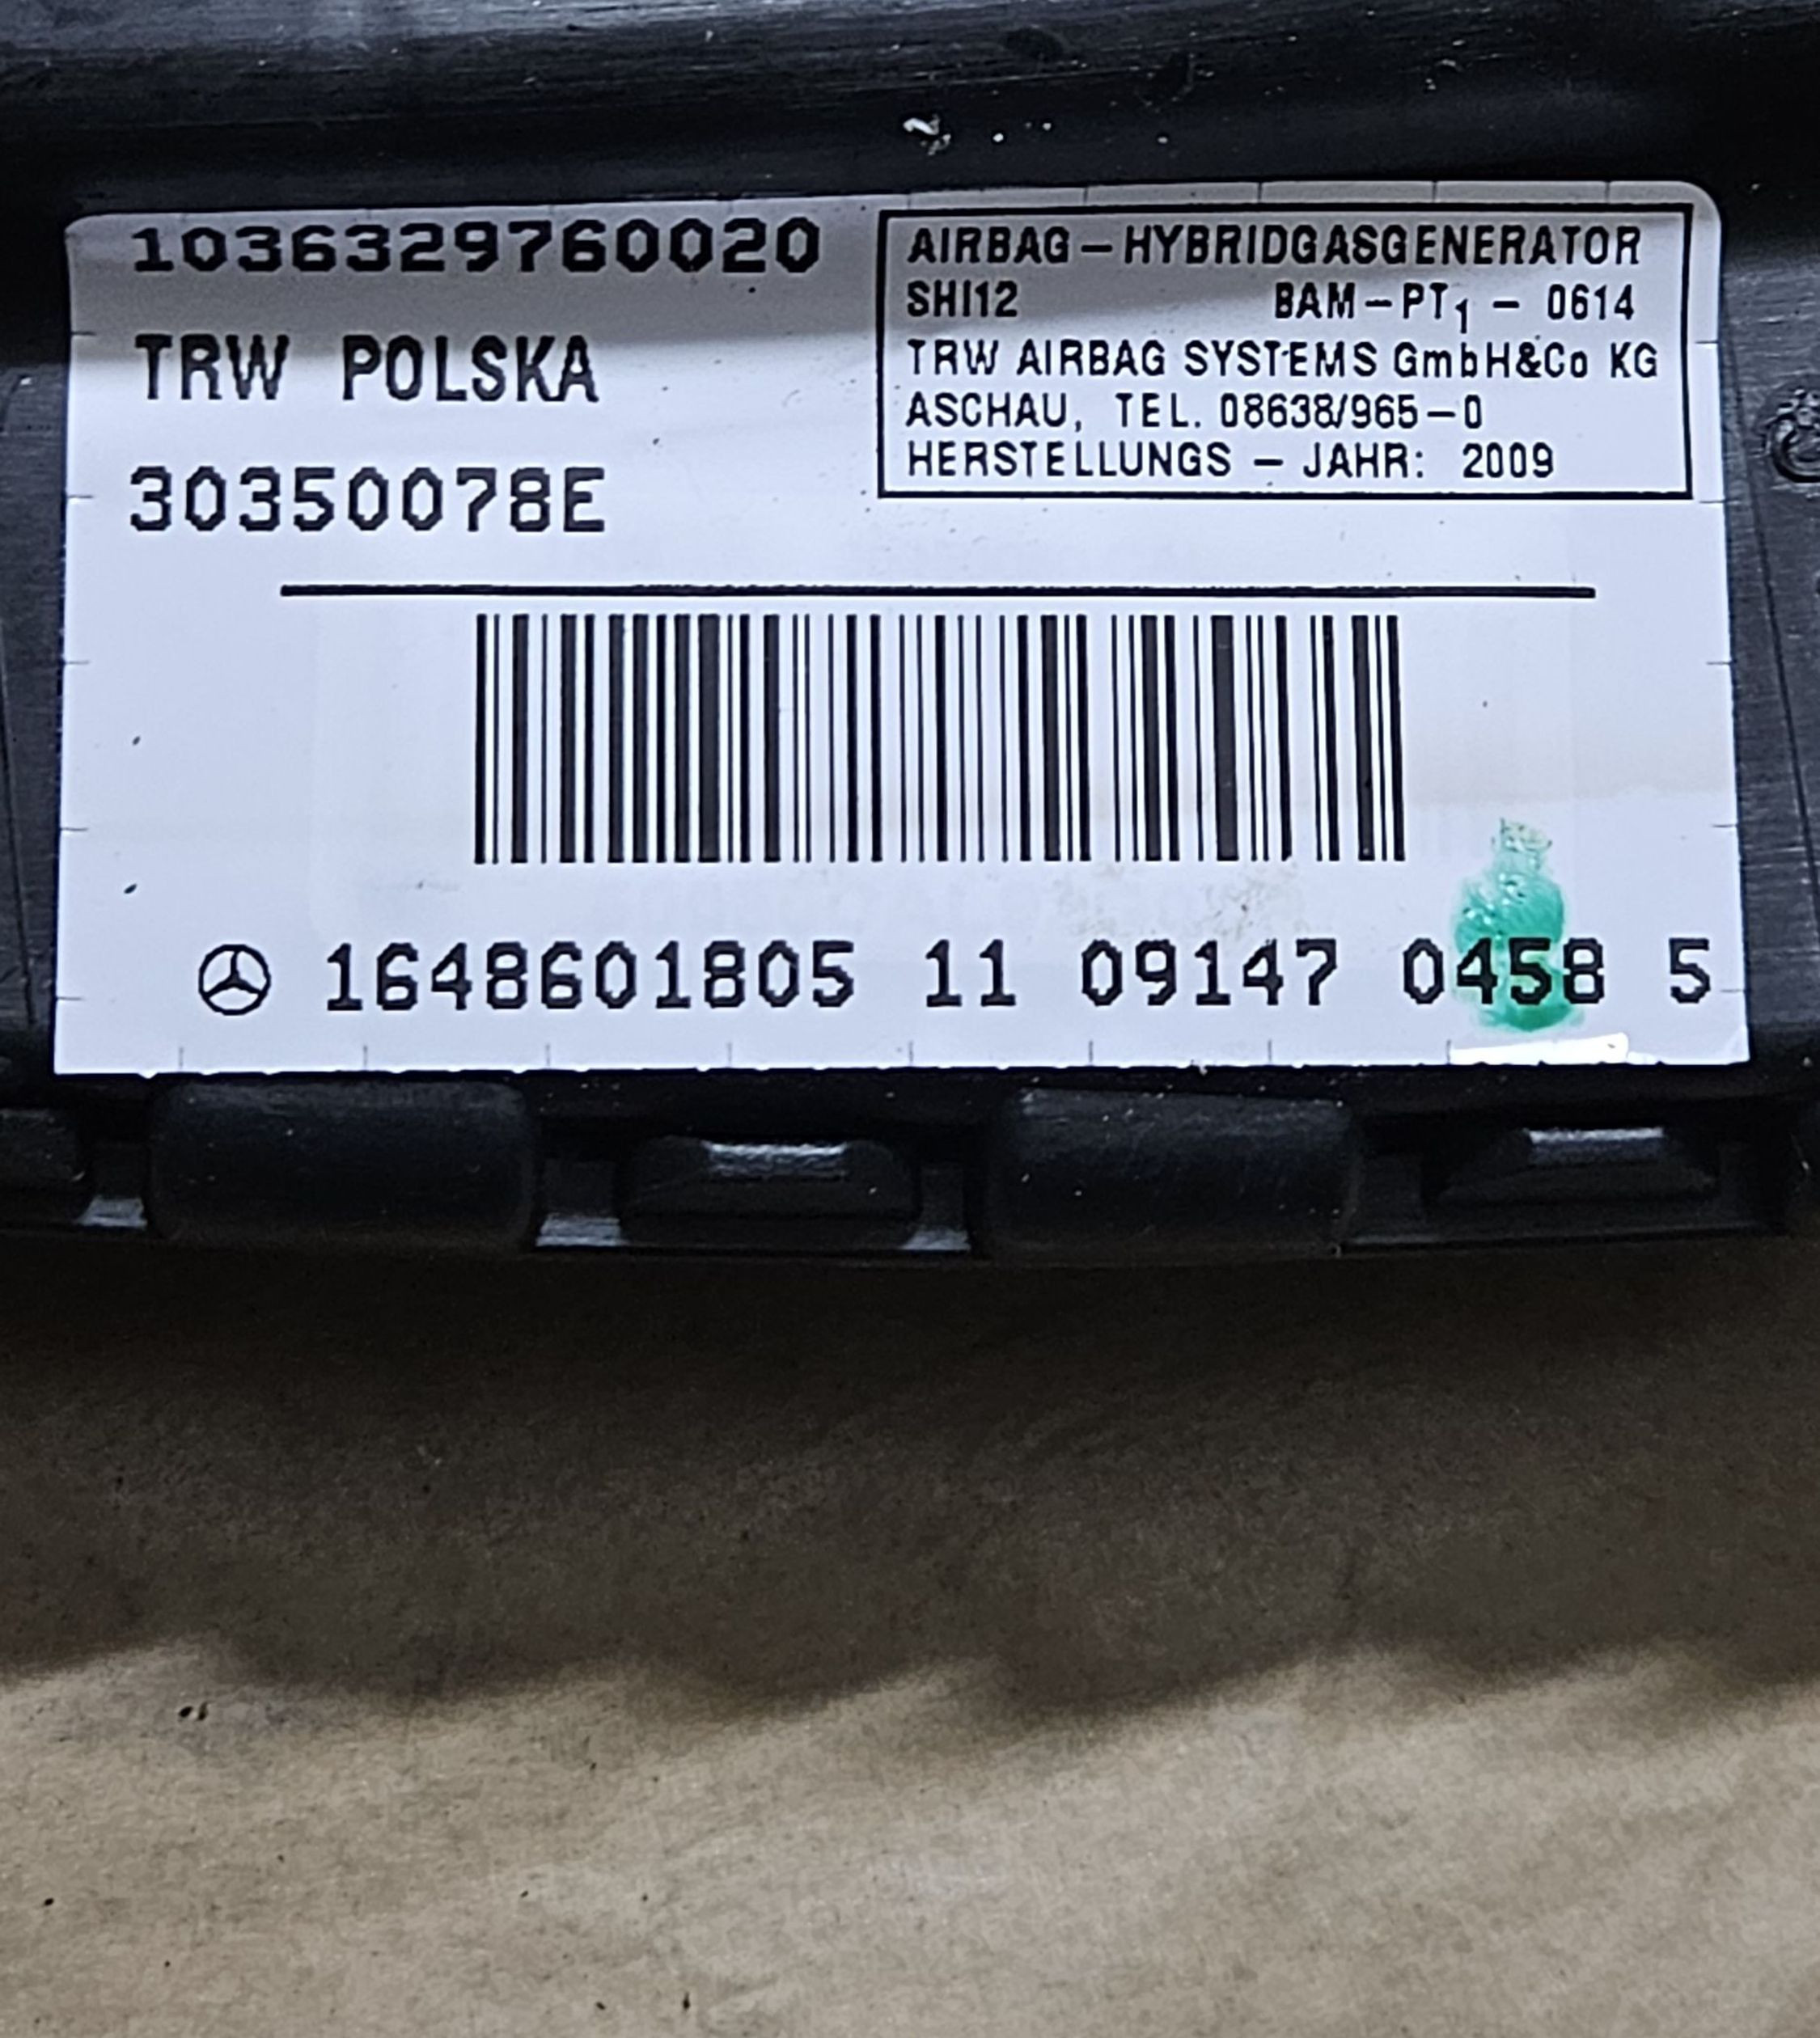 1036329760020
TRW POLSKA
30350078E
AIRBAG-HYBRIDGASGENERATOR
SHI12 BAM-PT1 - 0614
TRW AIRBAG SYSTEMS GmbH&Co KG
ASCHAU, TEL. 08638/965-0
HERSTELLUNGS - JAHR: 2009
1648601805 11 09147 0458 5